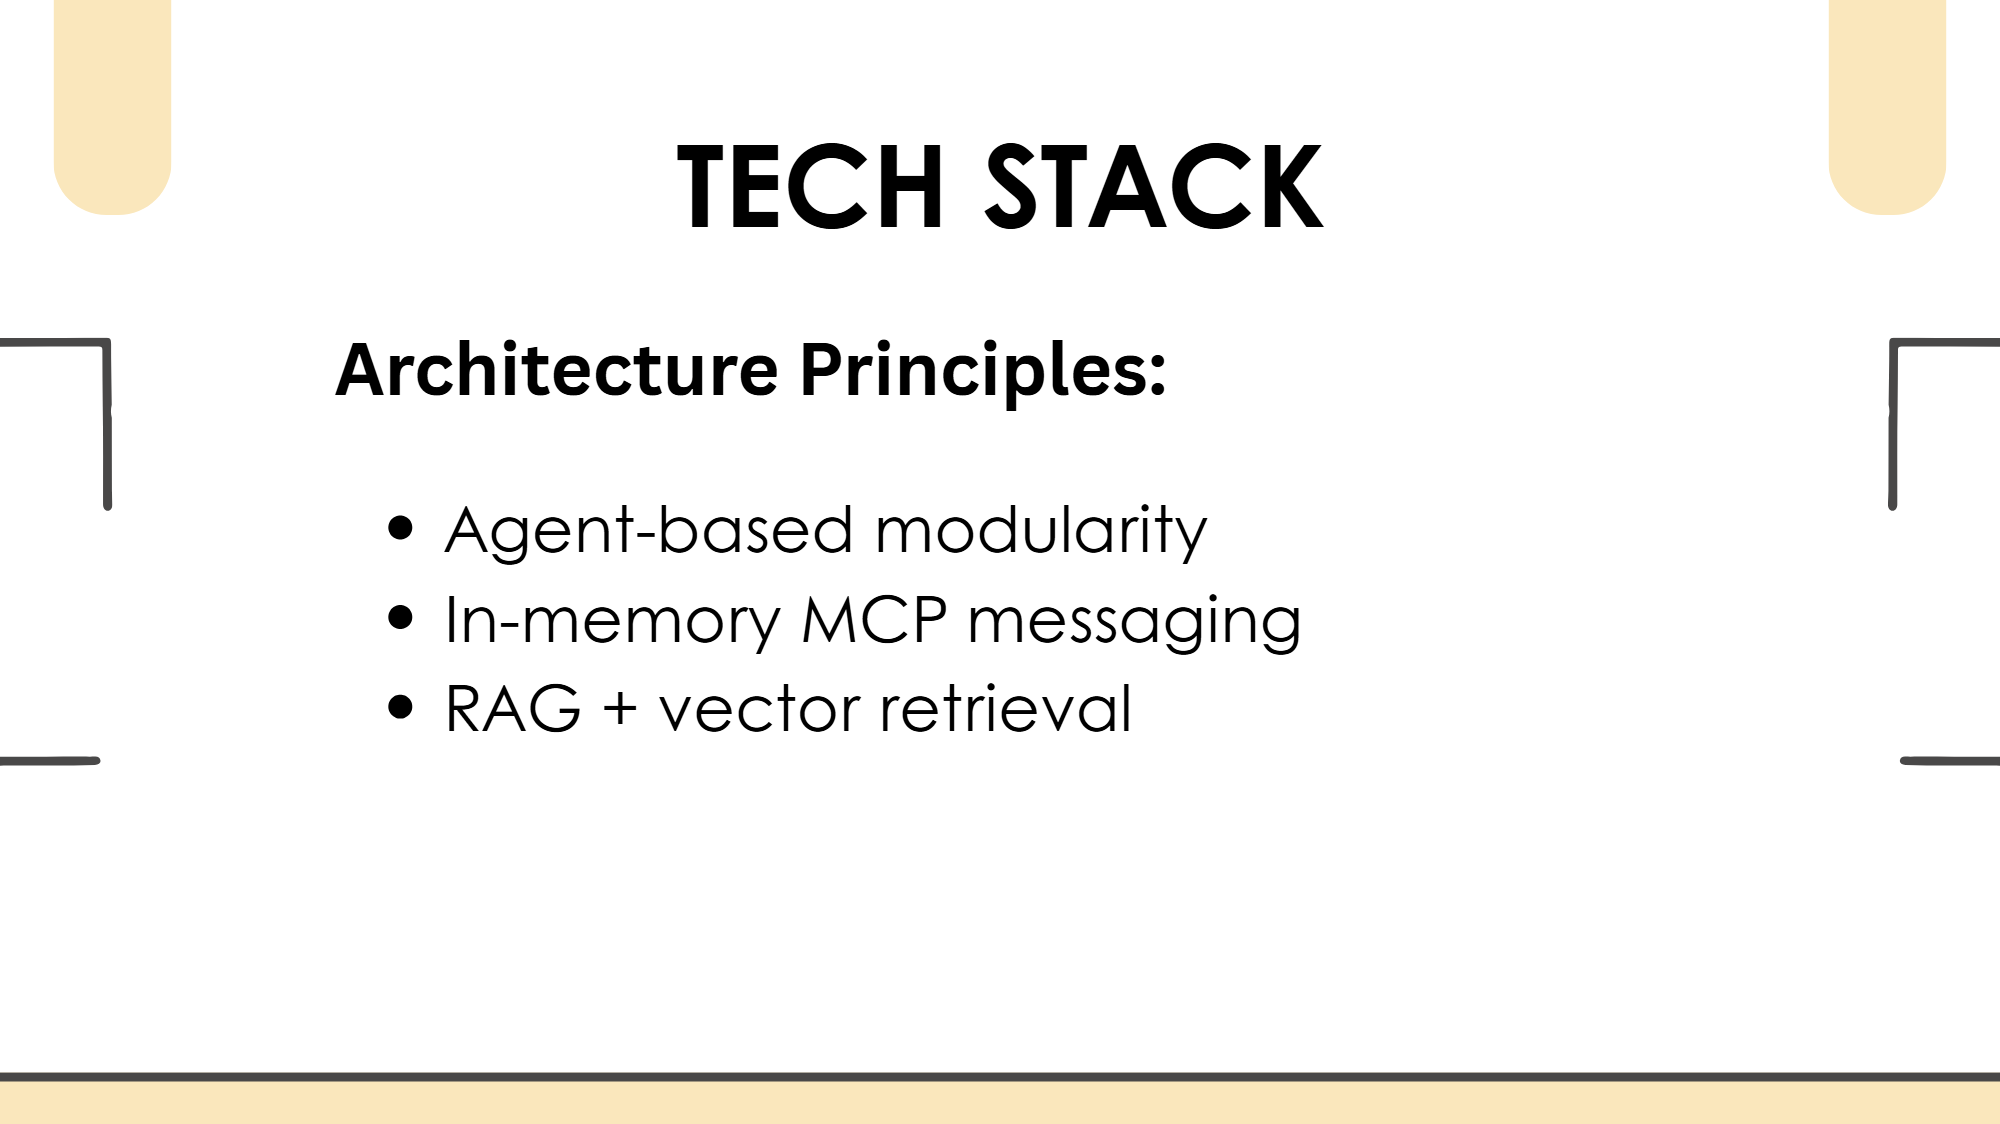 TECH STACK
Architecture Principles:
• Agent-based modularity
• In-memory MCP messaging
• RAG + vector retrieval